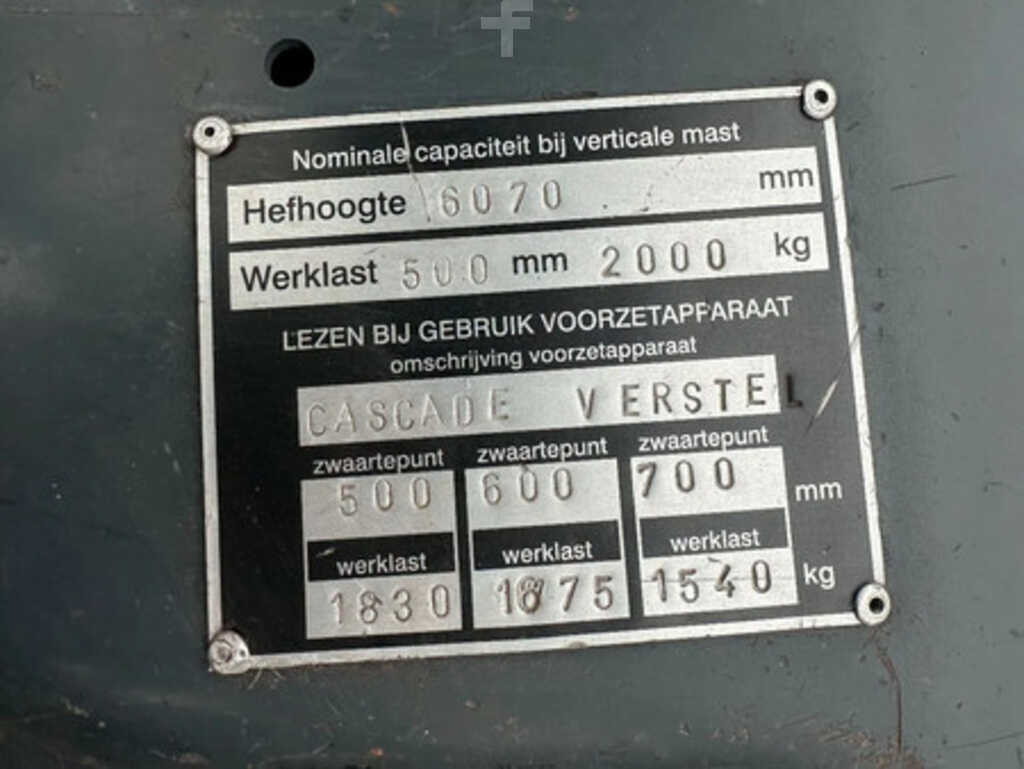 Nominale capaciteit bij verticale mast
Hefhoogte 6070 mm
Werklast 500 mm 2000 kg
LEZEN BIJ GEBRUIK VOORZETAPPARAAT
omschrijving voorzetapparaat
CASCADE VERSTEL
zwaartepunt zwaartepunt zwaartepunt
500 600 700 mm
werklast werklast werklast
1830 1540 kg